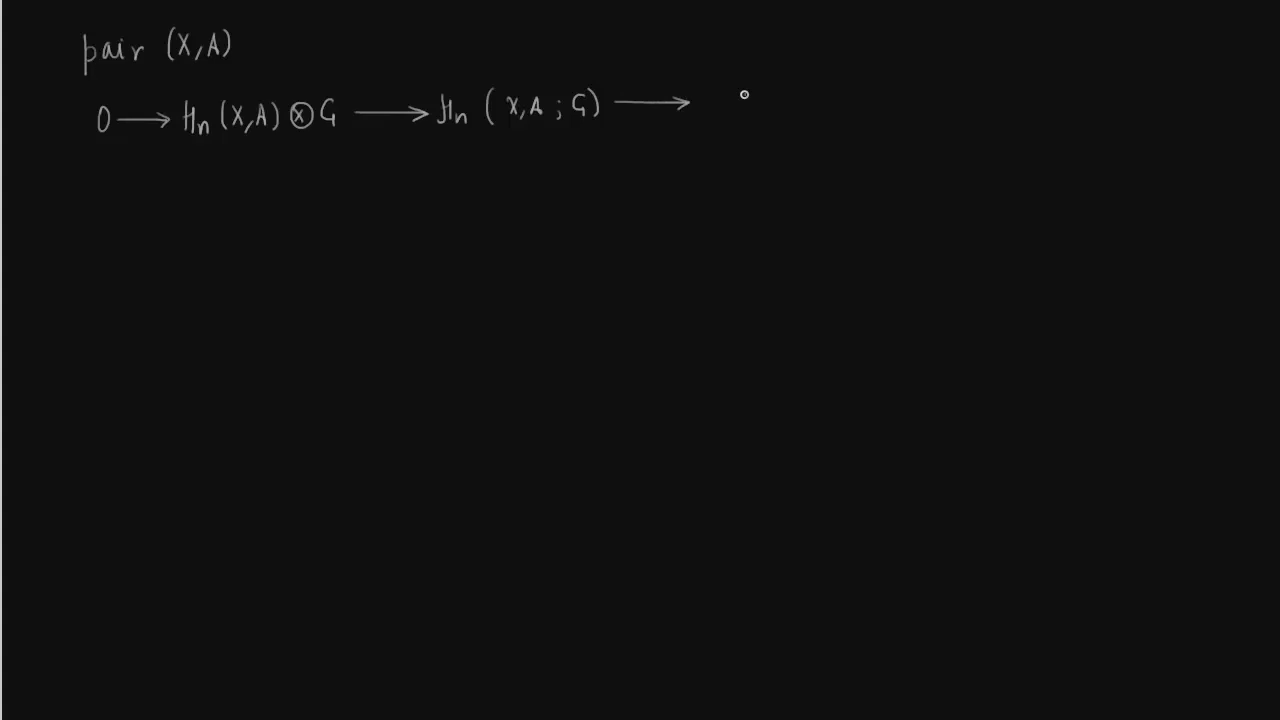 pair (X,A)
0 ⟶ Hn (X,A) ⊗ G ⟶ Hn ( X,A ; G) ⟶